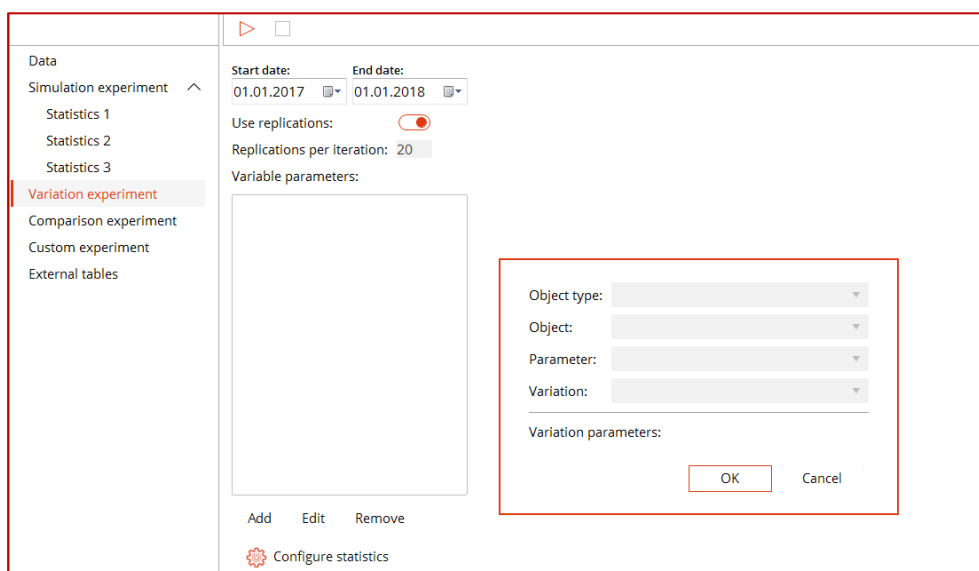 Data
Simulation experiment
Statistics 1
Statistics 2
Statistics 3
Variation experiment
Comparison experiment
Custom experiment
External tables
Start date: End date:
01.01.2017 01.01.2018
Use replications:
Replications per iteration: 20
Variable parameters:
Add Edit Remove
Configure statistics
Object type:
Object:
Parameter:
Variation:
Variation parameters:
OK Cancel